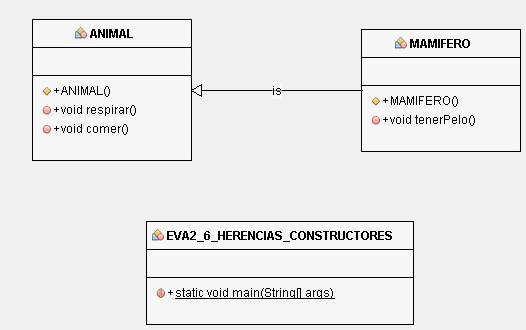 ANIMAL
+ANIMAL()
+void respirar()
+void comer()
is
MAMIFERO
+MAMIFERO()
+void tenerPelo()
EVA2_6_HERENCIAS_CONSTRUCTORES
+ static void main(String[] args)